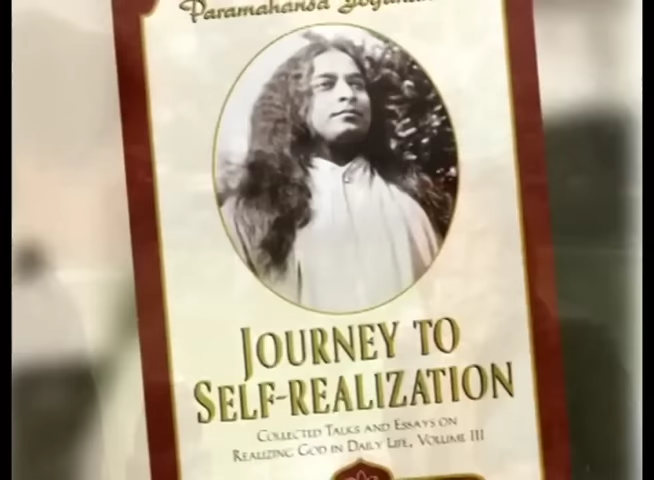 Paramahansa
JOURNEY TO
SELF-REALIZATION
COLLECTED TALKS AND ESSAYS ON
REALIZING GOD IN DAILY LIFE, VOLUME III